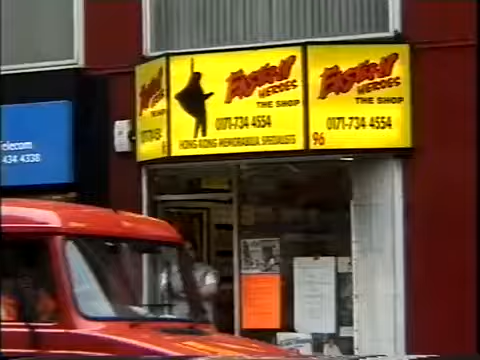 EASTERN
HEROES
THE SHOP
0171-734 4554
HONG KONG MEMORABILIA SPECIALISTS
EASTERN
HEROES
THE SHOP
0171-734 4554
96
elecom
434 4338